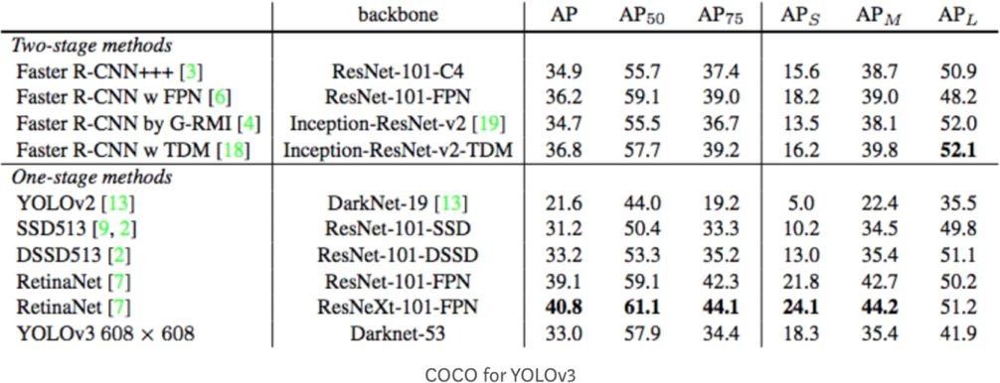 backbone AP AP50 AP75 APS APM APL
Two-stage methods
Faster R-CNN+++ [3] ResNet-101-C4 34.9 55.7 37.4 15.6 38.7 50.9
Faster R-CNN w FPN [6] ResNet-101-FPN 36.2 59.1 39.0 18.2 39.0 48.2
Faster R-CNN by G-RMI [4] Inception-ResNet-v2 [19] 34.7 55.5 36.7 13.5 38.1 52.0
Faster R-CNN w TDM [18] Inception-ResNet-v2-TDM 36.8 57.7 39.2 16.2 39.8 52.1
One-stage methods
YOLOv2 [13] DarkNet-19 [13] 21.6 44.0 19.2 5.0 22.4 35.5
SSD513 [9, 2] ResNet-101-SSD 31.2 50.4 33.3 10.2 34.5 49.8
DSSD513 [2] ResNet-101-DSSD 33.2 53.3 35.2 13.0 35.4 51.1
RetinaNet [7] ResNet-101-FPN 39.1 59.1 42.3 21.8 42.7 50.2
RetinaNet [7] ResNeXt-101-FPN 40.8 61.1 44.1 24.1 44.2 51.2
YOLOv3 608 × 608 Darknet-53 33.0 57.9 34.4 18.3 35.4 41.9
COCO for YOLOv3